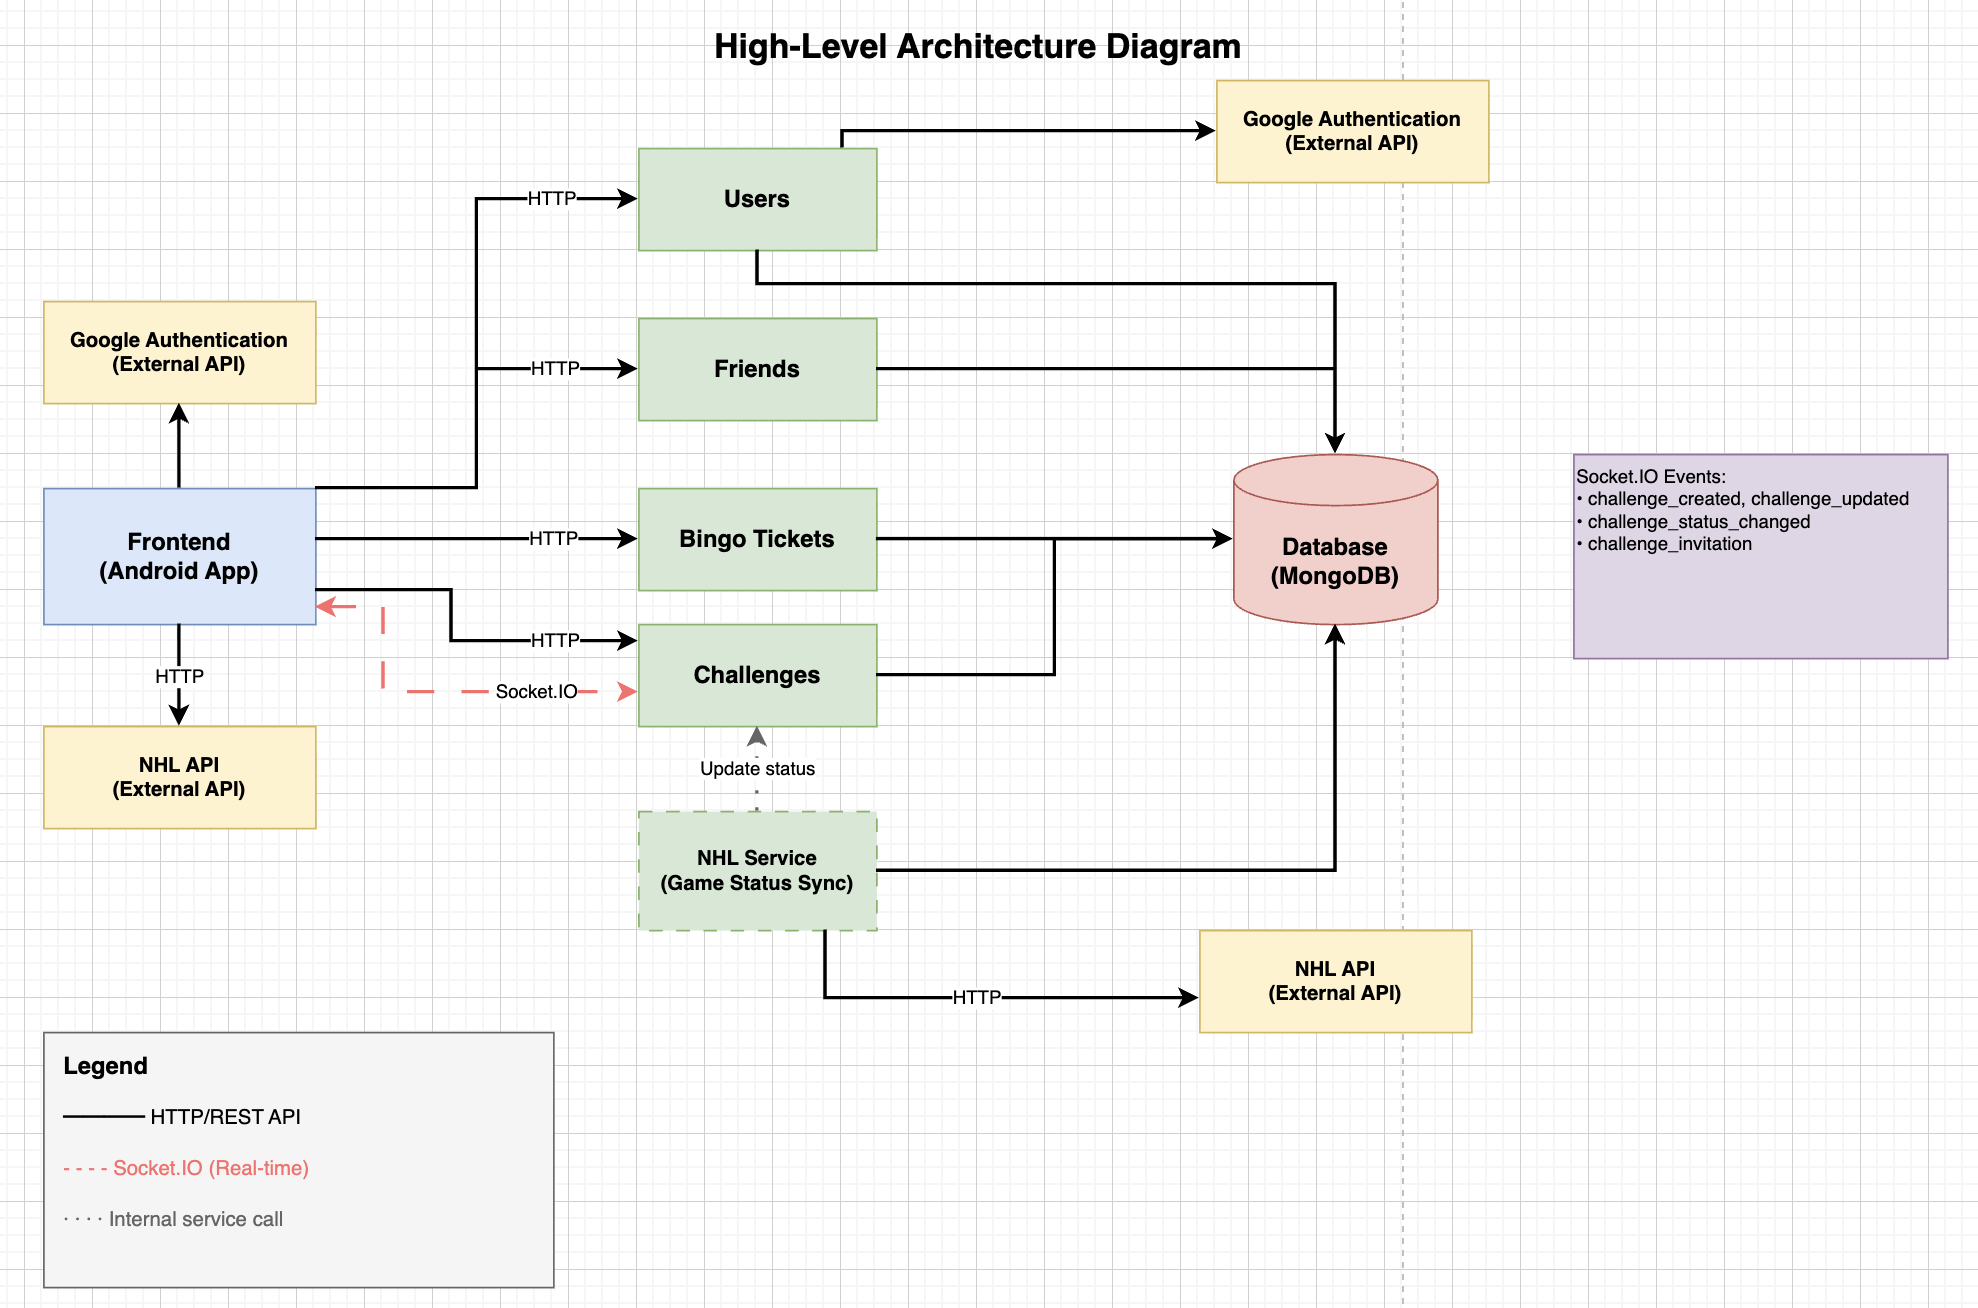 High-Level Architecture Diagram
Google Authentication
(External API)
Users
HTTP
Google Authentication
(External API)
Friends
HTTP
Frontend
(Android App)
HTTP
Bingo Tickets
Database
(MongoDB)
Socket.IO Events:
• challenge_created, challenge_updated
• challenge_status_changed
• challenge_invitation
HTTP
Socket.IO
Challenges
HTTP
Update status
NHL API
(External API)
NHL Service
(Game Status Sync)
HTTP
NHL API
(External API)
Legend
HTTP/REST API
Socket.IO (Real-time)
Internal service call